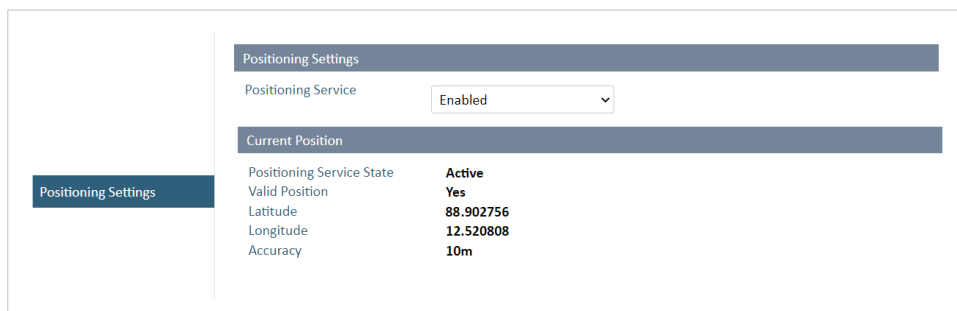 Positioning Settings
Positioning Settings
Positioning Service Enabled
Current Position
Positioning Service State Active
Valid Position Yes
Latitude 88.902756
Longitude 12.520808
Accuracy 10m